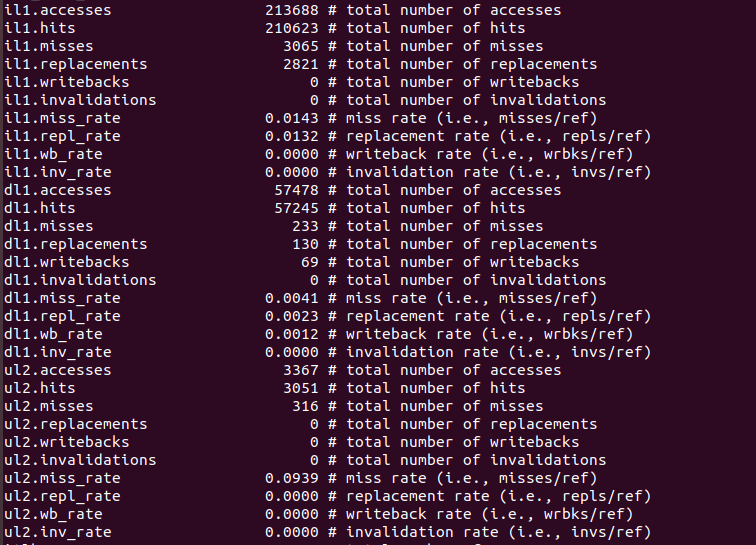 il1.accesses 213688 # total number of accesses
il1.hits 210623 # total number of hits
il1.misses 3065 # total number of misses
il1.replacements 2821 # total number of replacements
il1.writebacks 0 # total number of writebacks
il1.invalidations 0 # total number of invalidations
il1.miss_rate 0.0143 # miss rate (i.e., misses/ref)
il1.repl_rate 0.0132 # replacement rate (i.e., repls/ref)
il1.wb_rate 0.0000 # writeback rate (i.e., wrbks/ref)
il1.inv_rate 0.0000 # invalidation rate (i.e., invs/ref)
dl1.accesses 57478 # total number of accesses
dl1.hits 57245 # total number of hits
dl1.misses 233 # total number of misses
dl1.replacements 130 # total number of replacements
dl1.writebacks 69 # total number of writebacks
dl1.invalidations 0 # total number of invalidations
dl1.miss_rate 0.0041 # miss rate (i.e., misses/ref)
dl1.repl_rate 0.0023 # replacement rate (i.e., repls/ref)
dl1.wb_rate 0.0012 # writeback rate (i.e., wrbks/ref)
dl1.inv_rate 0.0000 # invalidation rate (i.e., invs/ref)
ul2.accesses 3367 # total number of accesses
ul2.hits 3051 # total number of hits
ul2.misses 316 # total number of misses
ul2.replacements 0 # total number of replacements
ul2.writebacks 0 # total number of writebacks
ul2.invalidations 0 # total number of invalidations
ul2.miss_rate 0.0939 # miss rate (i.e., misses/ref)
ul2.repl_rate 0.0000 # replacement rate (i.e., repls/ref)
ul2.wb_rate 0.0000 # writeback rate (i.e., wrbks/ref)
ul2.inv_rate 0.0000 # invalidation rate (i.e., invs/ref)